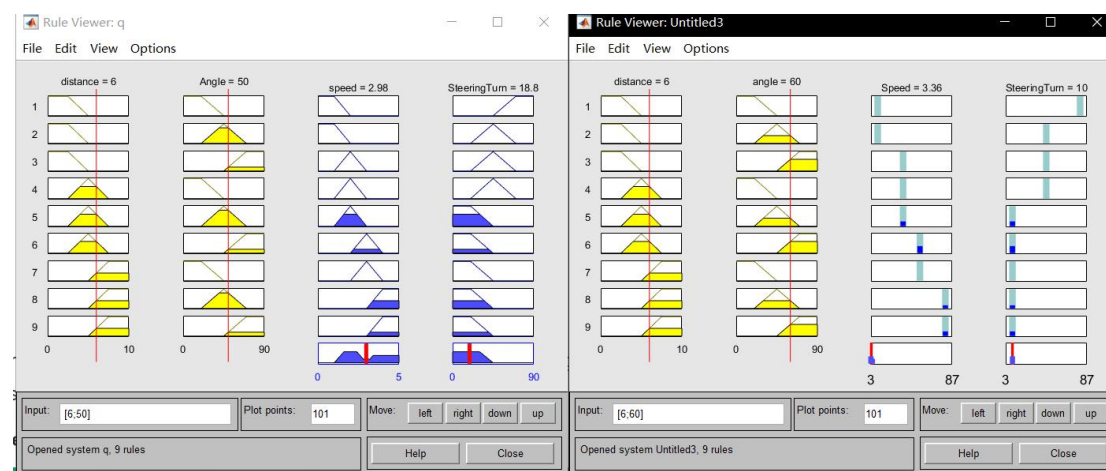 Rule Viewer: q
File Edit View Options
distance = 6
Angle = 50
speed = 2.98
SteeringTurn = 18.8
1
2
3
4
5
6
7
8
9
0 10
0 90
0 5
0 90
Input: [6;50]
Plot points: 101
Move: left right down up
Opened system q, 9 rules
Help Close
Rule Viewer: Untitled3
File Edit View Options
distance = 6
angle = 60
Speed = 3.36
SteeringTurn = 10
1
2
3
4
5
6
7
8
9
0 10
0 90
3 87
3 87
Input: [6;60]
Plot points: 101
Move: left right down up
Opened system Untitled3, 9 rules
Help Close